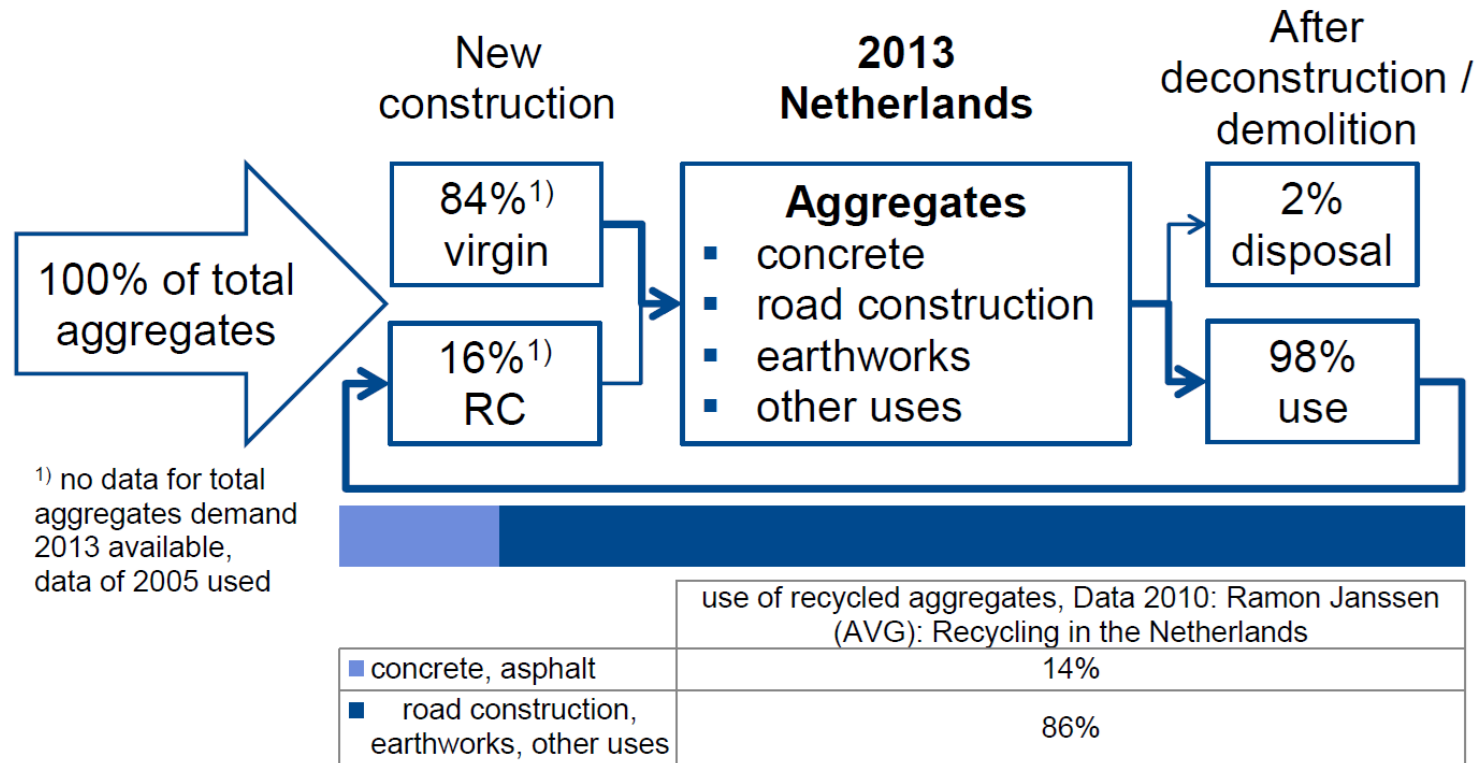 New
construction
2013
Netherlands
After
deconstruction /
demolition
100% of total
aggregates
84%1)
virgin
16%1)
RC
Aggregates
▪ concrete
▪ road construction
▪ earthworks
▪ other uses
2%
disposal
98%
use
1) no data for total
aggregates demand
2013 available,
data of 2005 used
use of recycled aggregates, Data 2010: Ramon Janssen
(AVG): Recycling in the Netherlands
concrete, asphalt
14%
road construction,
earthworks, other uses
86%